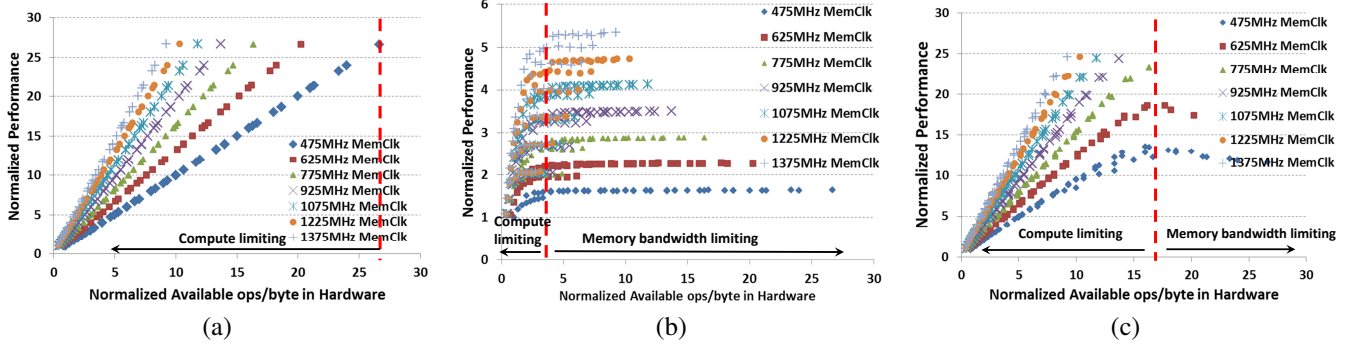 30
25
20
15
10
5
0
0 5 10 15 20 25 30
Normalized Performance
475MHz MemClk
625MHz MemClk
775MHz MemClk
925MHz MemClk
1075MHz MemClk
1225MHz MemClk
1375MHz MemClk
Compute limiting
Normalized Available ops/byte in Hardware
(a)
6
5
4
3
2
1
0
0 5 10 15 20 25 30
Normalized Performance
475MHz MemClk
625MHz MemClk
775MHz MemClk
925MHz MemClk
1075MHz MemClk
1225MHz MemClk
1375MHz MemClk
Compute
limiting
Memory bandwidth limiting
Normalized Available ops/byte in Hardware
(b)
30
25
20
15
10
5
0
0 5 10 15 20 25 30
Normalized Performance
475MHz MemClk
625MHz MemClk
775MHz MemClk
925MHz MemClk
1075MHz MemClk
1225MHz MemClk
1375MHz MemClk
Compute limiting
Memory bandwidth limiting
Normalized Available ops/byte in Hardware
(c)